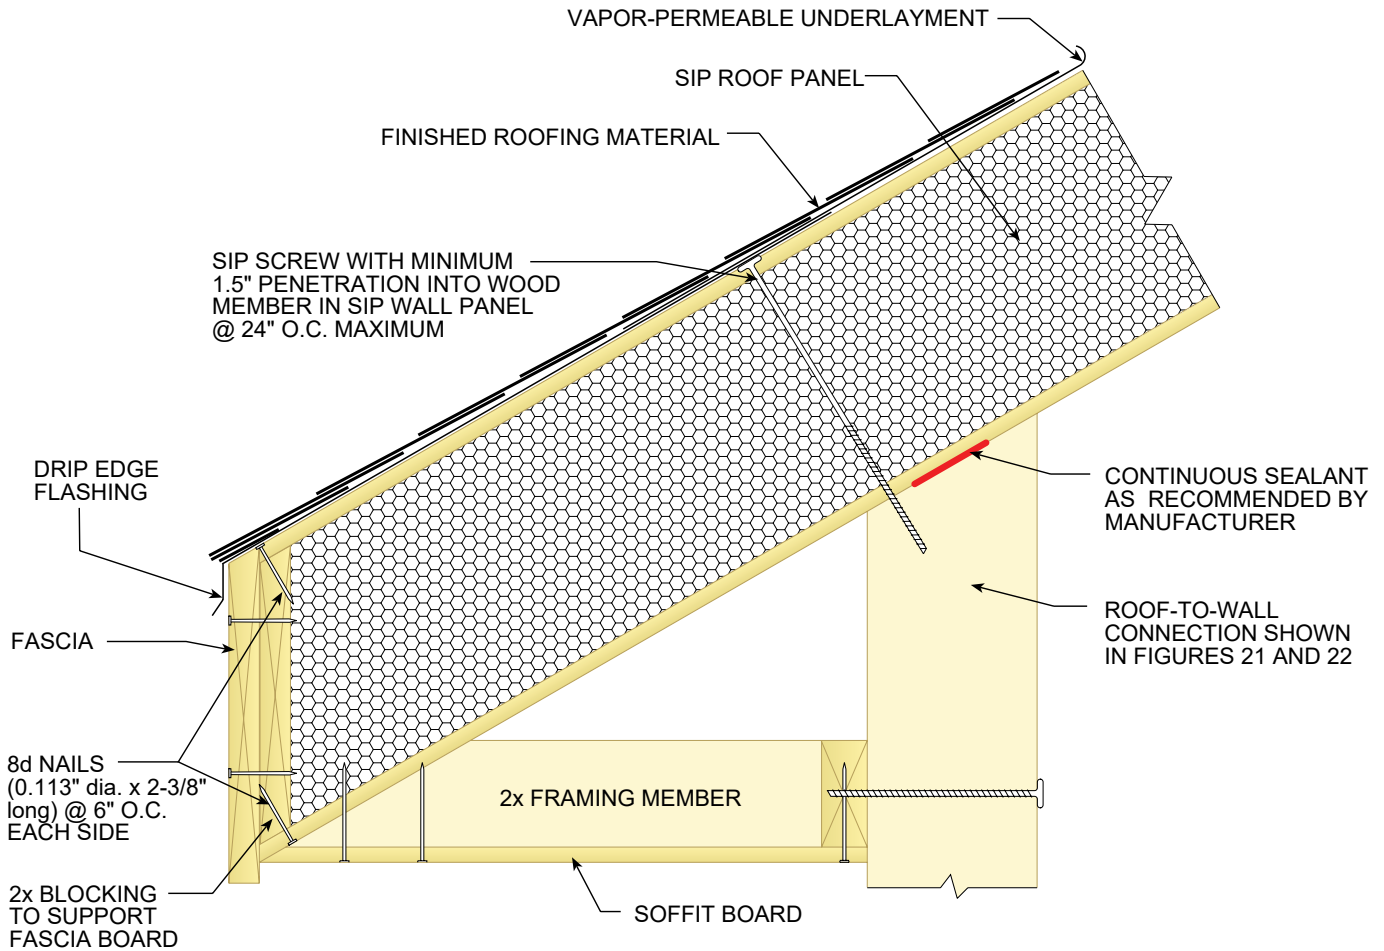 VAPOR-PERMEABLE UNDERLAYMENT
SIP ROOF PANEL
FINISHED ROOFING MATERIAL
SIP SCREW WITH MINIMUM
1.5" PENETRATION INTO WOOD
MEMBER IN SIP WALL PANEL
@ 24" O.C. MAXIMUM
DRIP EDGE
FLASHING
CONTINUOUS SEALANT
AS RECOMMENDED BY
MANUFACTURER
ROOF-TO-WALL
CONNECTION SHOWN
IN FIGURES 21 AND 22
FASCIA
8d NAILS
(0.113" dia. x 2-3/8"
long) @ 6" O.C.
EACH SIDE
2x FRAMING MEMBER
2x BLOCKING
TO SUPPORT
FASCIA BOARD
SOFFIT BOARD